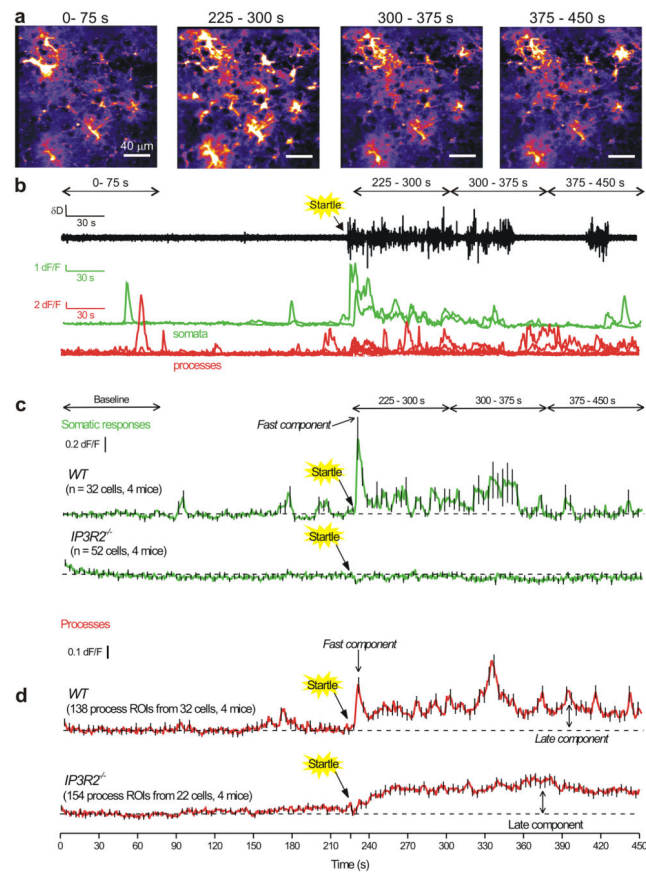 a
0- 75 s
225 - 300 s
300 - 375 s
375 - 450 s
40 μm
b
0- 75 s
Startle
225 - 300 s
300 - 375 s
375 - 450 s
δD
30 s
1 dF/F
30 s
2 dF/F
30 s
somata
processes
c
Baseline
225 - 300 s
300 - 375 s
375 - 450 s
Somatic responses
Fast component
0.2 dF/F
WT
(n = 32 cells, 4 mice)
Startle
IP3R2-/-
(n = 52 cells, 4 mice)
Startle
Processes
0.1 dF/F
Fast component
d
WT
(138 process ROIs from 32 cells, 4 mice)
Startle
Late component
IP3R2-/-
(154 process ROIs from 22 cells, 4 mice)
Startle
Late component
0 30 60 90 120 150 180 210 240 270 300 330 360 390 420 450
Time (s)